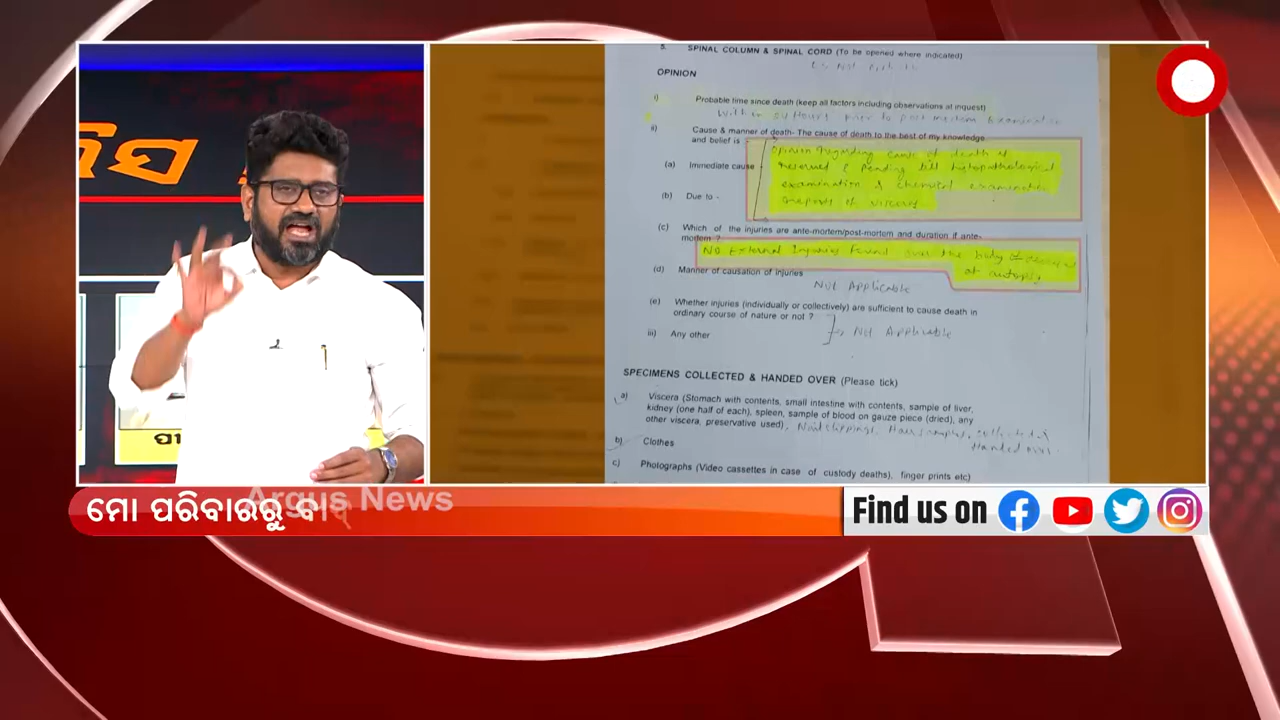 ିସ
ପୀ
5. SPINAL COLUMN & SPINAL CORD (To be opened where indicated)
OPINION
i) Probable time since death (keep all factors including observations at inquest)
prior to post mortem Examination
ii) Cause & manner of death- The cause of death to the best of my knowledge
and belief is
(a) Immediate cause -
opinion regarding cause of death is
reserved & pending till histopathological
examination & chemical examination
reports of viscera
(b) Due to -
(c) Which of the injuries are ante-mortem/post-mortem and duration if ante-
mortem ?
No External Injuries found over the body of deceased
at autopsy
(d) Manner of causation of injuries
Not Applicable
(e) Whether injuries (individually or collectively) are sufficient to cause death in
ordinary course of nature or not ?
iii) Any other
Not Applicable
SPECIMENS COLLECTED & HANDED OVER (Please tick)
a) Viscera (Stomach with contents, small intestine with contents, sample of liver,
kidney (one half of each), spleen, sample of blood on gauze piece (dried), any
other viscera, preservative used), Nail clippings, Hair samples, collected &
Handed over.
b) Clothes
c) Photographs (Video cassettes in case of custody deaths), finger prints etc)
ମୋ ପରିବାରରୁ
Argus News
Find us on